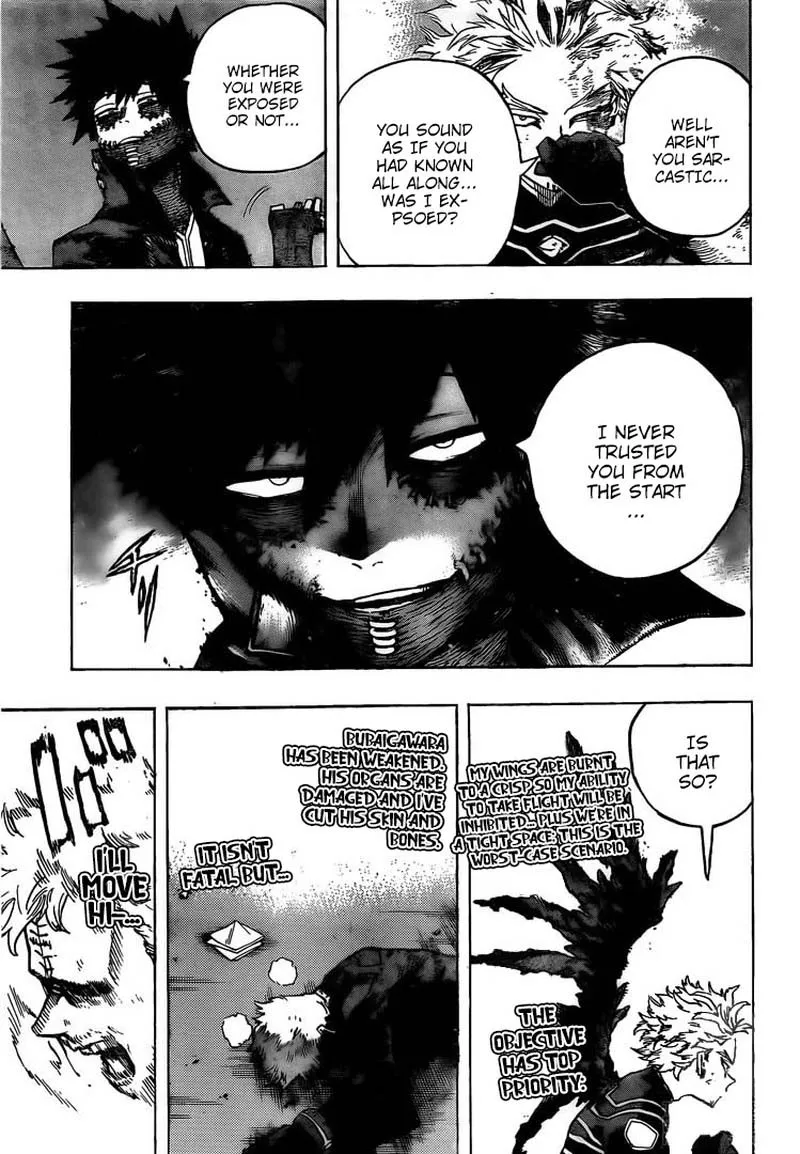 WELL
AREN'T
YOU SAR-
CASTIC...
YOU SOUND
AS IF YOU
HAD KNOWN
ALL ALONG...
WAS I EX-
PSOED?
WHETHER
YOU WERE
EXPOSED
OR NOT...
I NEVER
TRUSTED
YOU FROM
THE START
...
IS
THAT
SO?
MY WINGS ARE BURNT
TO A CRISP SO MY ABILITY
TO TAKE FLIGHT WILL BE
INHIBITED... PLUS WE'RE IN
A TIGHT SPACE; THIS IS THE
WORST-CASE SCENARIO.
THE
OBJECTIVE
HAS TOP
PRIORITY:
BUBAIGAWARA
HAS BEEN WEAKENED.
HIS ORGANS ARE
DAMAGED AND I'VE
CUT HIS SKIN AND
BONES.
IT ISN'T
FATAL, BUT...
I'LL
MOVE
HI—...